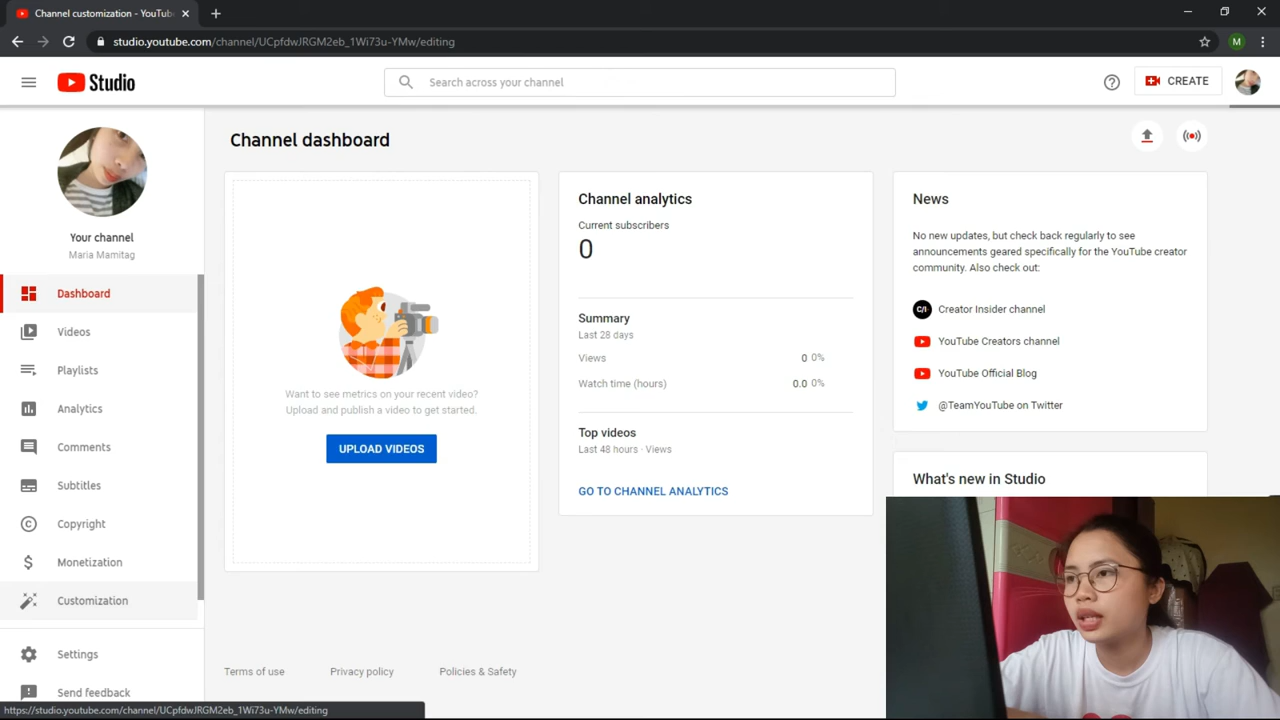 Channel customization - YouTub
studio.youtube.com/channel/UCpfdwJRGM2eb_1Wi73u-YMw/editing
M
Studio
Search across your channel
CREATE
Your channel
Maria Mamitag
Dashboard
Videos
Playlists
Analytics
Comments
Subtitles
Copyright
Monetization
Customization
Settings
Send feedback
Channel dashboard
Want to see metrics on your recent video?
Upload and publish a video to get started.
UPLOAD VIDEOS
Channel analytics
Current subscribers
0
Summary
Last 28 days
Views 0 0%
Watch time (hours) 0.0 0%
Top videos
Last 48 hours · Views
GO TO CHANNEL ANALYTICS
News
No new updates, but check back regularly to see
announcements geared specifically for the YouTube creator
community. Also check out:
C/I Creator Insider channel
YouTube Creators channel
YouTube Official Blog
@TeamYouTube on Twitter
What's new in Studio
Terms of use Privacy policy Policies & Safety
https://studio.youtube.com/channel/UCpfdwJRGM2eb_1Wi73u-YMw/editing